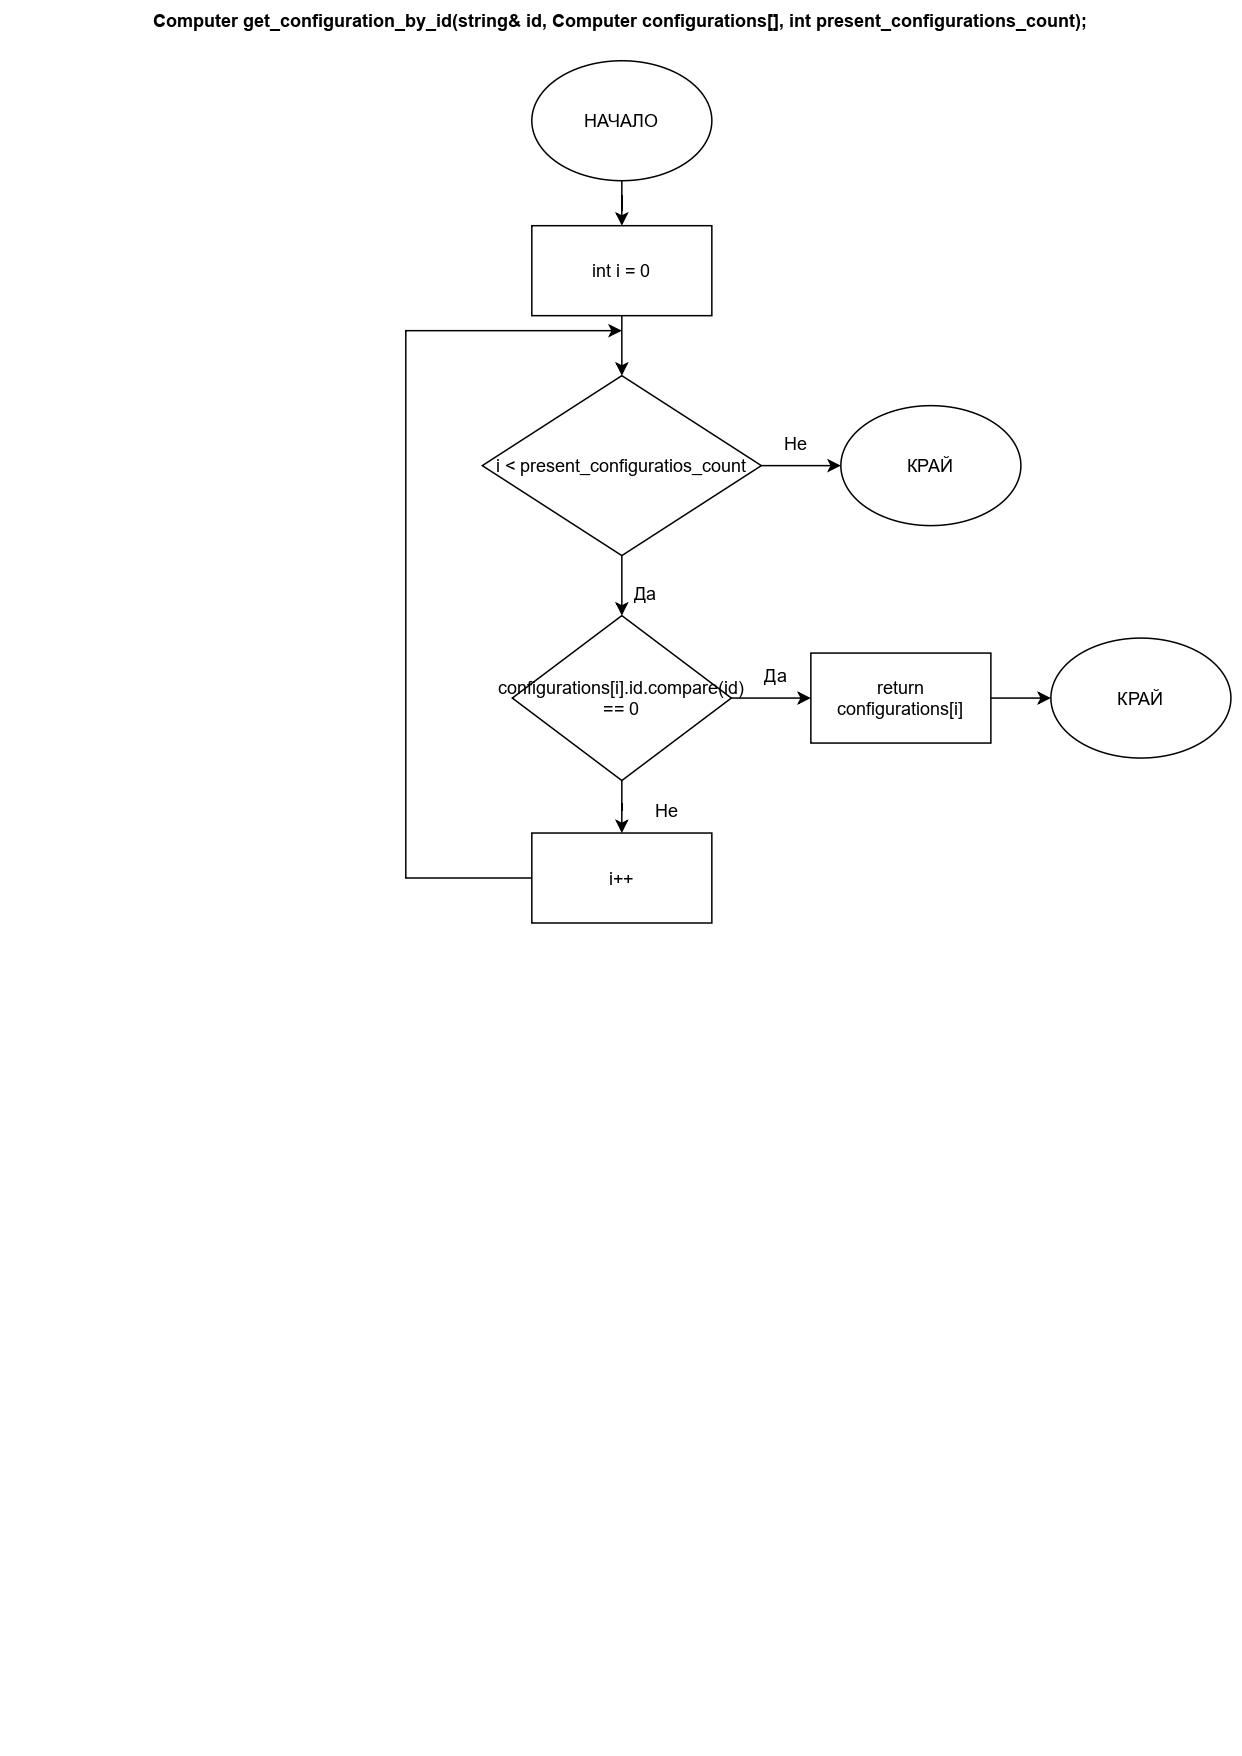 Computer get_configuration_by_id(string& id, Computer configurations[], int present_configurations_count);
НАЧАЛО
int i = 0
i < present_configuratios_count
Не
КРАЙ
Да
configurations[i].id.compare(id)
== 0
Да
return
configurations[i]
КРАЙ
Не
i++